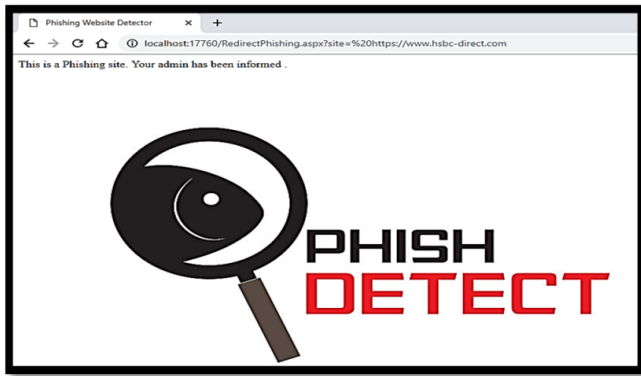 Phishing Website Detector
localhost:17760/RedirectPhishing.aspx?site=%20https://www.hsbc-direct.com
This is a Phishing site. Your admin has been informed .
PHISH
DETECT